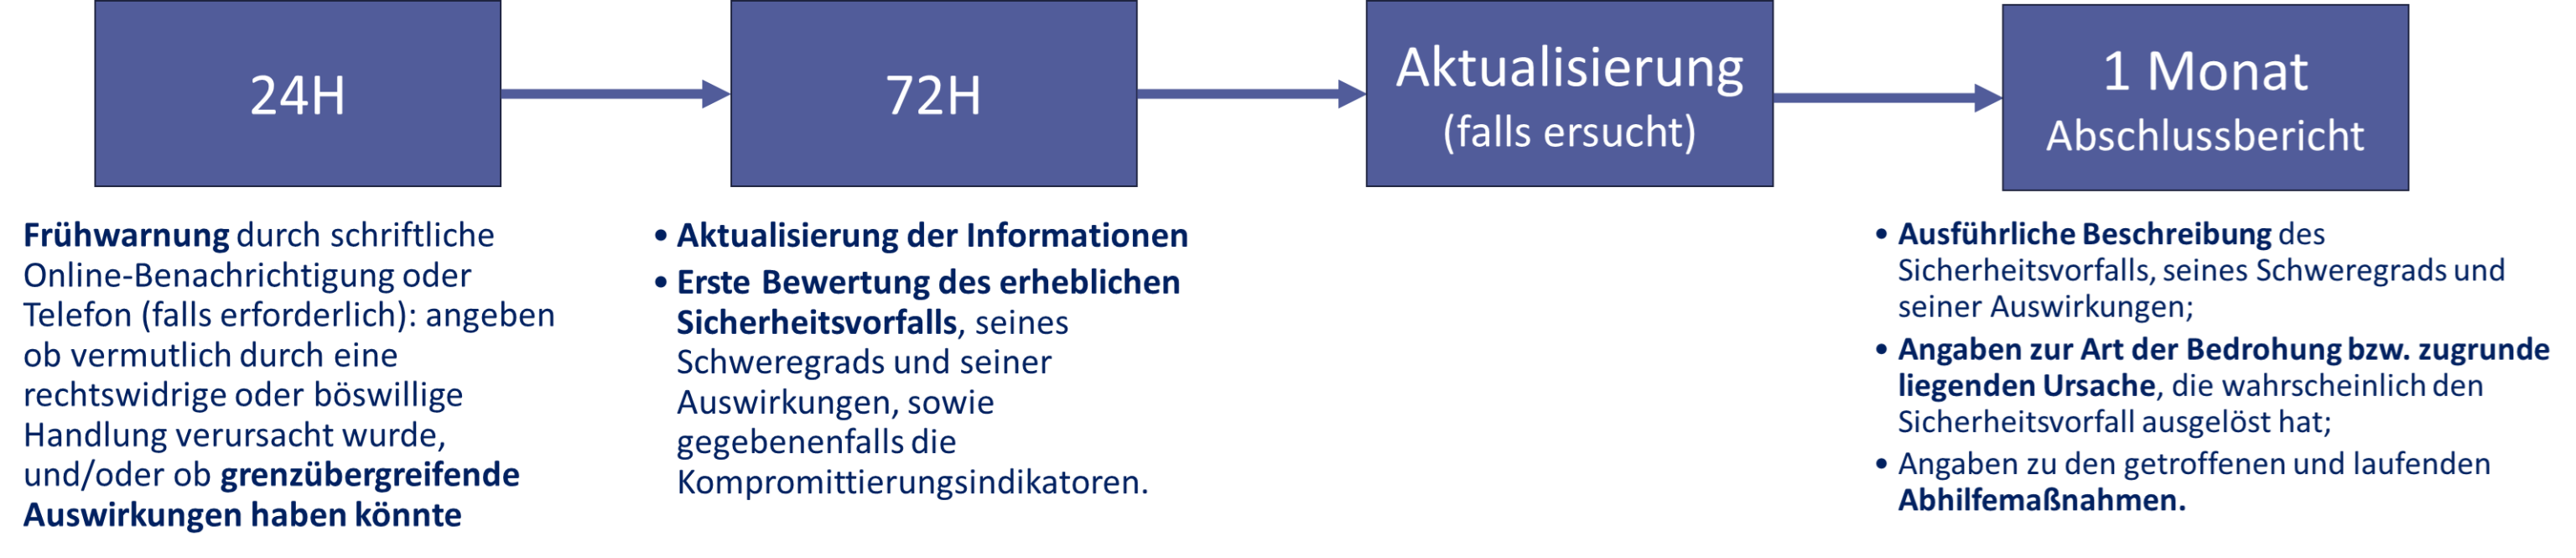 24H
72H
Aktualisierung
(falls ersucht)
1 Monat
Abschlussbericht
Frühwarnung durch schriftliche
Online-Benachrichtigung oder
Telefon (falls erforderlich): angeben
ob vermutlich durch eine
rechtswidrige oder böswillige
Handlung verursacht wurde,
und/oder ob grenzübergreifende
Auswirkungen haben könnte
• Aktualisierung der Informationen
• Erste Bewertung des erheblichen
Sicherheitsvorfalls, seines
Schweregrads und seiner
Auswirkungen, sowie
gegebenenfalls die
Kompromittierungsindikatoren.
• Ausführliche Beschreibung des
Sicherheitsvorfalls, seines Schweregrads und
seiner Auswirkungen;
• Angaben zur Art der Bedrohung bzw. zugrunde
liegenden Ursache, die wahrscheinlich den
Sicherheitsvorfall ausgelöst hat;
• Angaben zu den getroffenen und laufenden
Abhilfemaßnahmen.